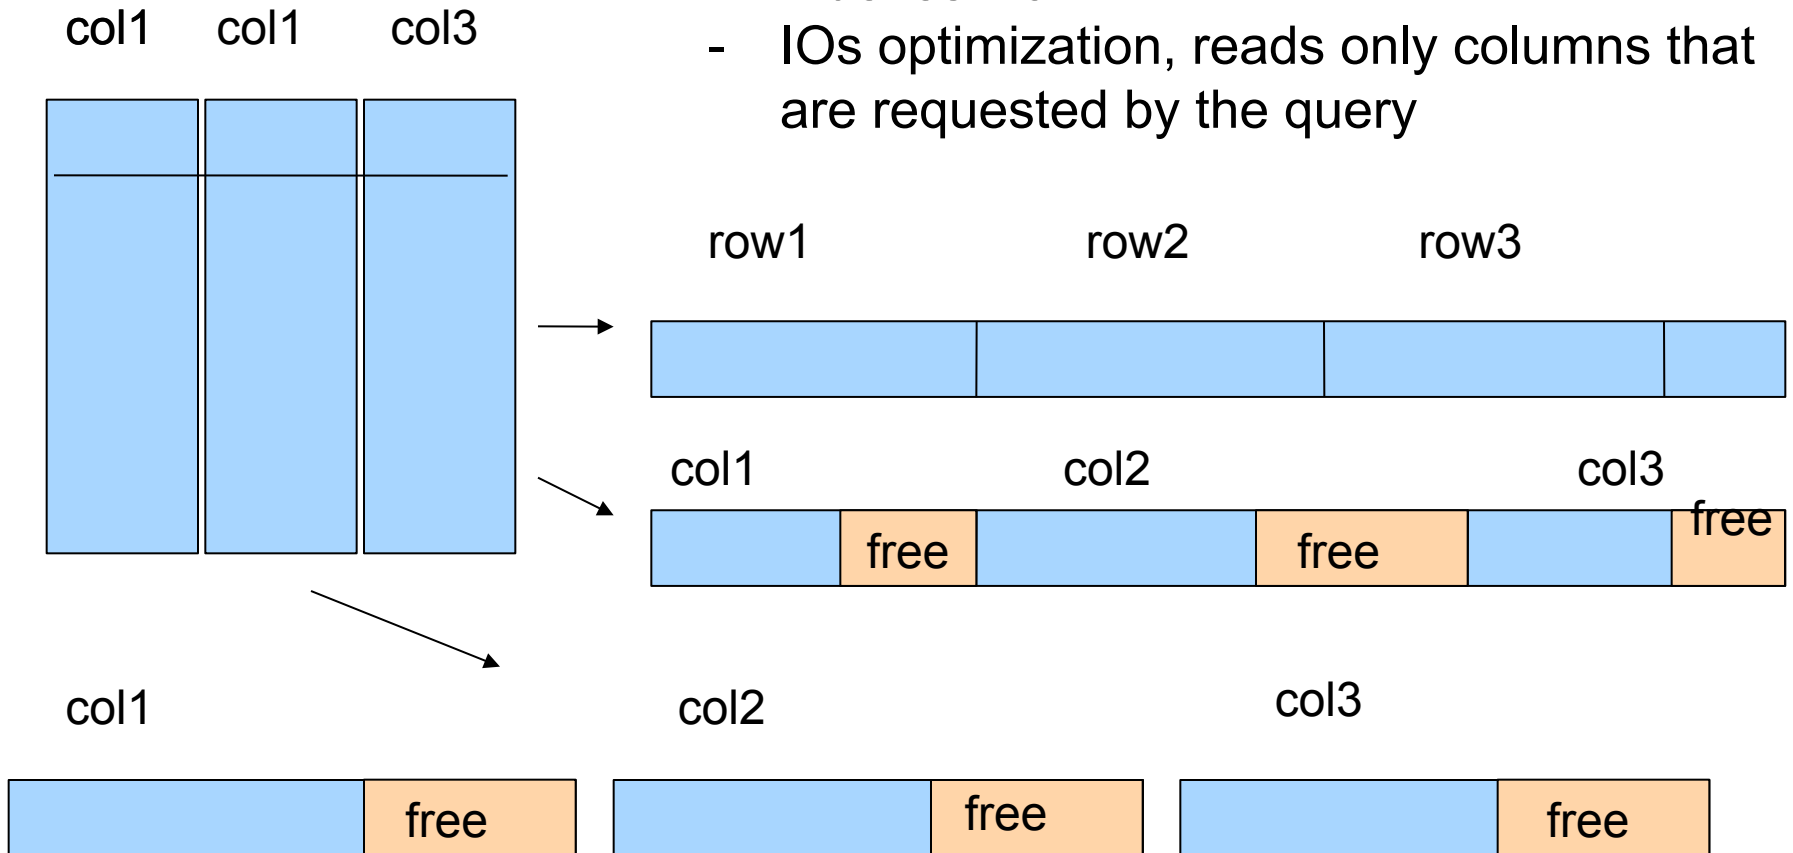 col1 col1 col3
- IOs optimization, reads only columns that
are requested by the query
row1 row2 row3
col1 col2 col3
free free free
col1 col2 col3
free free free